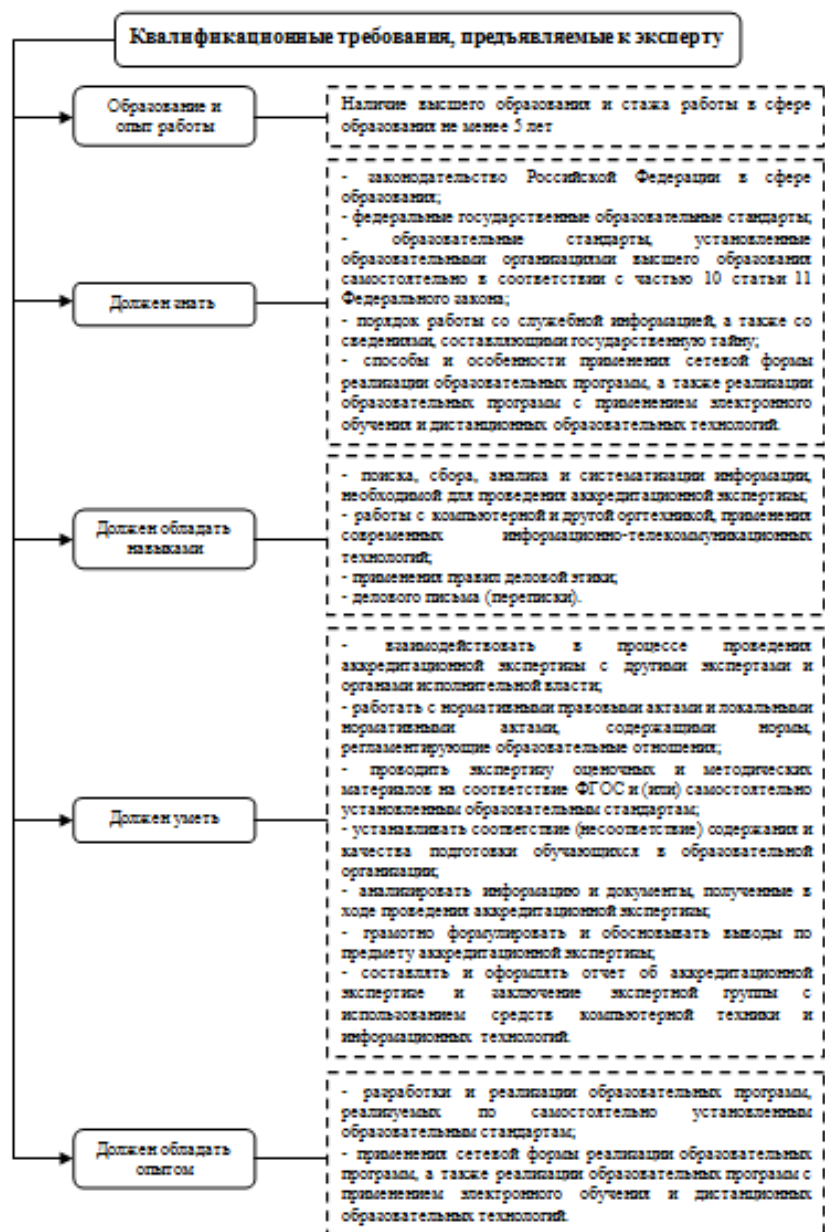 Квалификационные требования, предъявляемые к эксперту
Образование и
опыт работы
Наличие высшего образования и стажа работы в сфере
образования не менее 5 лет
Должен знать
- законодательство Российской Федерации в сфере
образования;
- федеральные государственные образовательные стандарты;
- образовательные стандарты, установленные
образовательными организациями высшего образования
самостоятельно в соответствии с частью 10 статьи 11
Федерального закона;
- порядок работы со служебной информацией, а также со
сведениями, составляющими государственную тайну;
- способы и особенности применения сетевой формы
реализации образовательных программ, а также реализации
образовательных программ с применением электронного
обучения и дистанционных образовательных технологий.
Должен обладать
навыками
- поиска, сбора, анализа и систематизации информации,
необходимой для проведения аккредитационной экспертизы;
- работы с компьютерной и другой оргтехникой, применения
современных информационно-телекоммуникационных
технологий;
- применения правил деловой этики;
- делового письма (переписки).
Должен уметь
- взаимодействовать в процессе проведения
аккредитационной экспертизы с другими экспертами и
органами исполнительной власти;
- работать с нормативными правовыми актами и локальными
нормативными актами, содержащими нормы,
регламентирующие образовательные отношения;
- проводить экспертизу оценочных и методических
материалов на соответствие ФГОС и (или) самостоятельно
установленным образовательным стандартам;
- устанавливать соответствие (несоответствие) содержания и
качества подготовки обучающихся в образовательной
организации;
- анализировать информацию и документы, полученные в
ходе проведения аккредитационной экспертизы;
- грамотно формулировать и обосновывать выводы по
предмету аккредитационной экспертизы;
- составлять и оформлять отчет об аккредитационной
экспертизе и заключение экспертной группы с
использованием средств компьютерной техники и
информационных технологий.
Должен обладать
опытом
- разработки и реализации образовательных программ,
реализуемых по самостоятельно установленным
образовательным стандартам;
- применения сетевой формы реализации образовательных
программ, а также реализации образовательных программ с
применением электронного обучения и дистанционных
образовательных технологий.